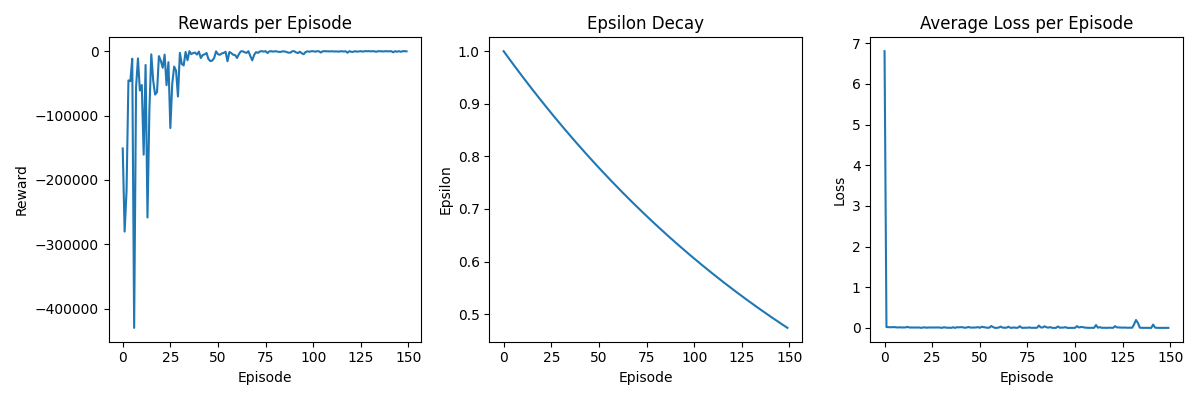 Rewards per Episode
0
−100000
−200000
−300000
−400000
Reward
0 25 50 75 100 125 150
Episode
Epsilon Decay
1.0
0.9
0.8
0.7
0.6
0.5
Epsilon
0 25 50 75 100 125 150
Episode
Average Loss per Episode
7
6
5
4
3
2
1
0
Loss
0 25 50 75 100 125 150
Episode